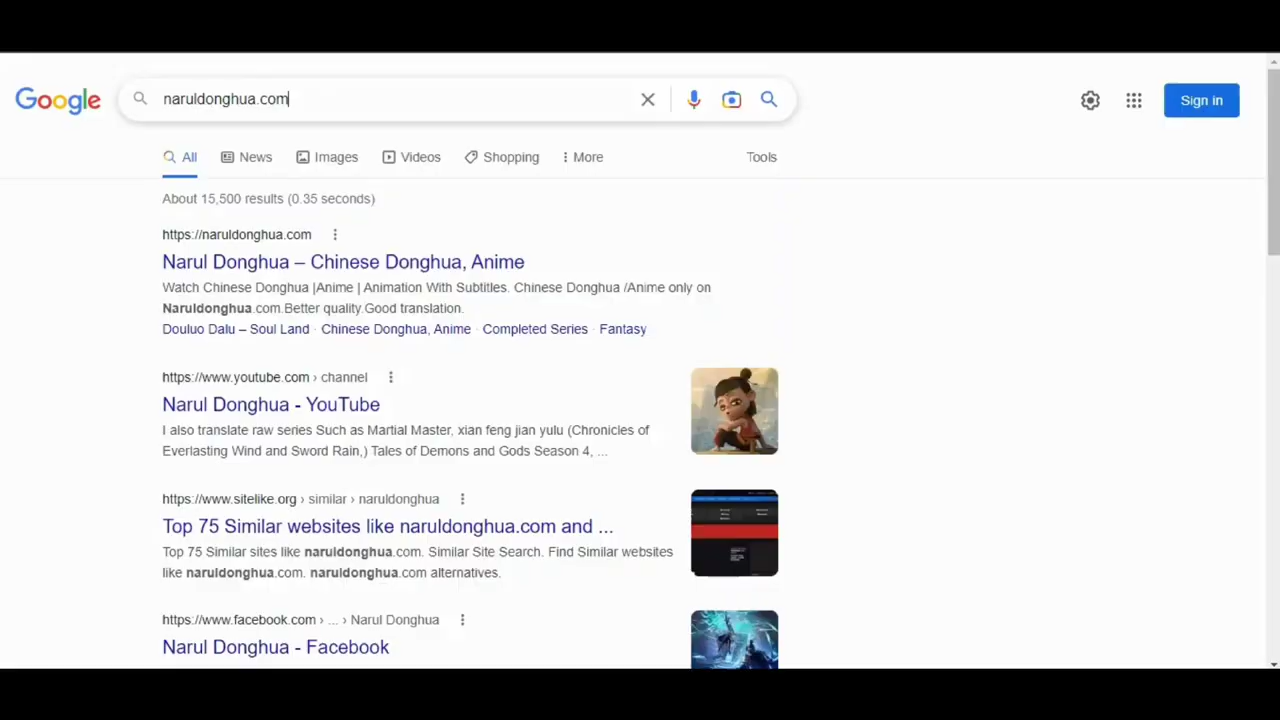 Google
naruldonghua.com
Sign in
All
News
Images
Videos
Shopping
More
Tools
About 15,500 results (0.35 seconds)
https://naruldonghua.com
Narul Donghua – Chinese Donghua, Anime
Watch Chinese Donghua |Anime | Animation With Subtitles. Chinese Donghua /Anime only on
Naruldonghua.com.Better quality.Good translation.
Douluo Dalu – Soul Land · Chinese Donghua, Anime · Completed Series · Fantasy
https://www.youtube.com › channel
Narul Donghua - YouTube
I also translate raw series Such as Martial Master, xian feng jian yulu (Chronicles of
Everlasting Wind and Sword Rain,) Tales of Demons and Gods Season 4, ...
https://www.sitelike.org › similar › naruldonghua
Top 75 Similar websites like naruldonghua.com and ...
Top 75 Similar sites like naruldonghua.com. Similar Site Search. Find Similar websites
like naruldonghua.com. naruldonghua.com alternatives.
https://www.facebook.com › ... › Narul Donghua
Narul Donghua - Facebook